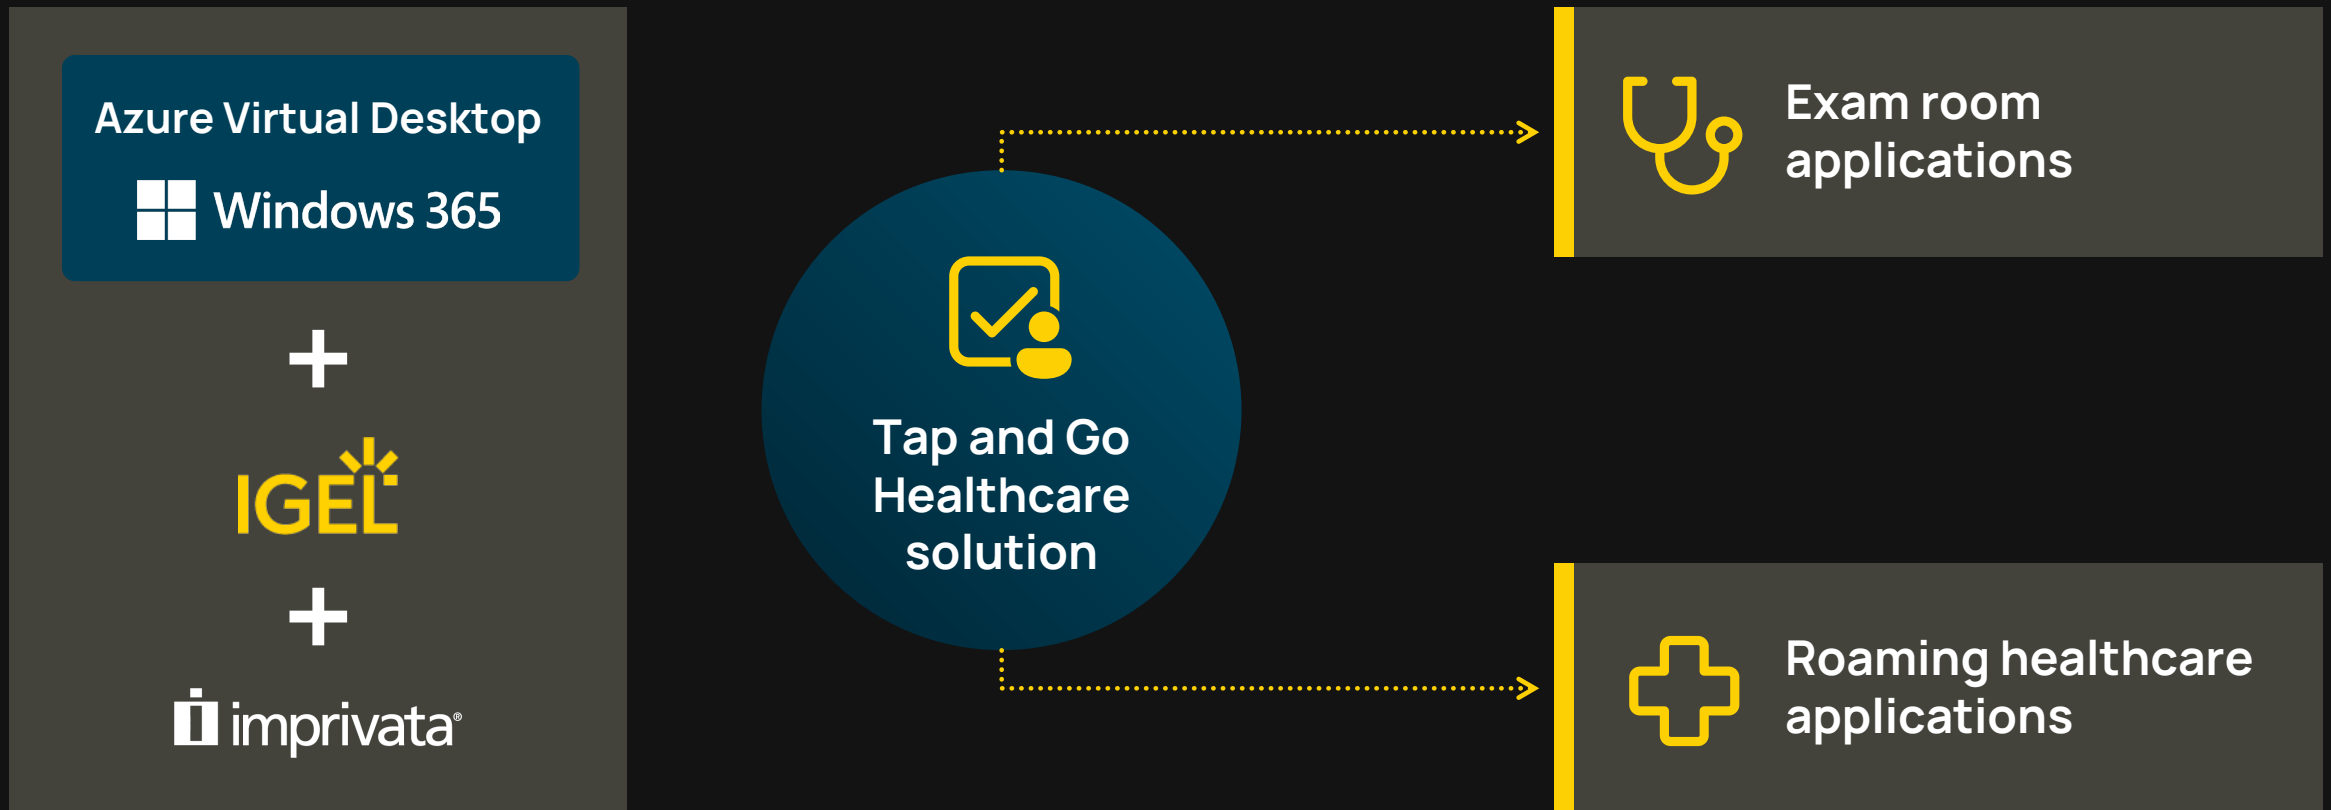 Azure Virtual Desktop
Windows 365
+
IGEL
+
imprivata®
Tap and Go
Healthcare
solution
Exam room
applications
Roaming healthcare
applications